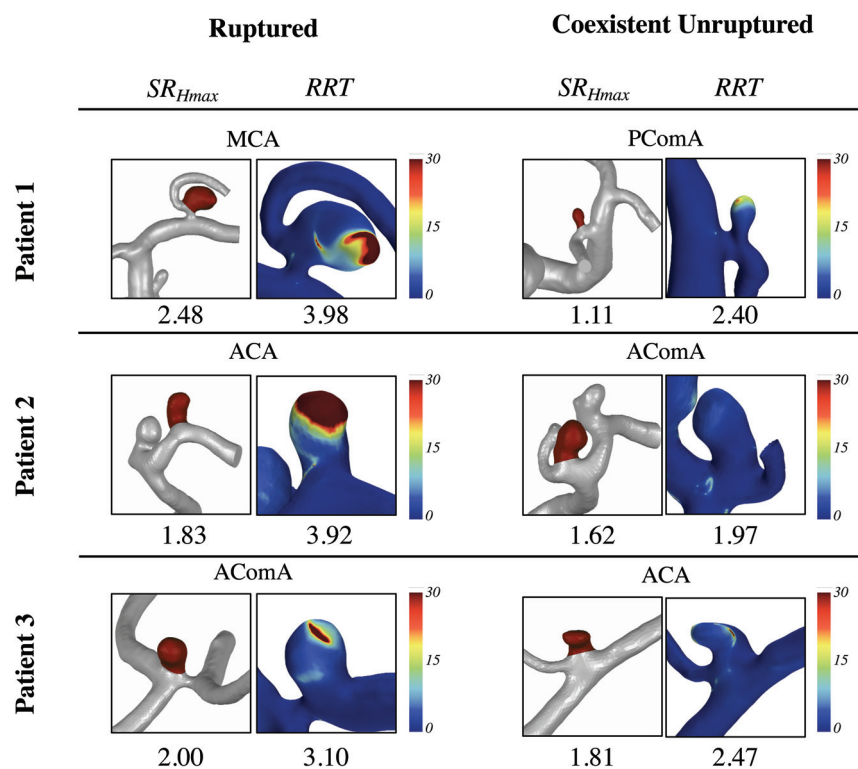 Ruptured Coexistent Unruptured
SR_Hmax RRT SR_Hmax RRT
Patient 1
MCA PComA
30 30
15 15
0 0
2.48 3.98 1.11 2.40
Patient 2
ACA AComA
30 30
15 15
0 0
1.83 3.92 1.62 1.97
Patient 3
AComA ACA
30 30
15 15
0 0
2.00 3.10 1.81 2.47